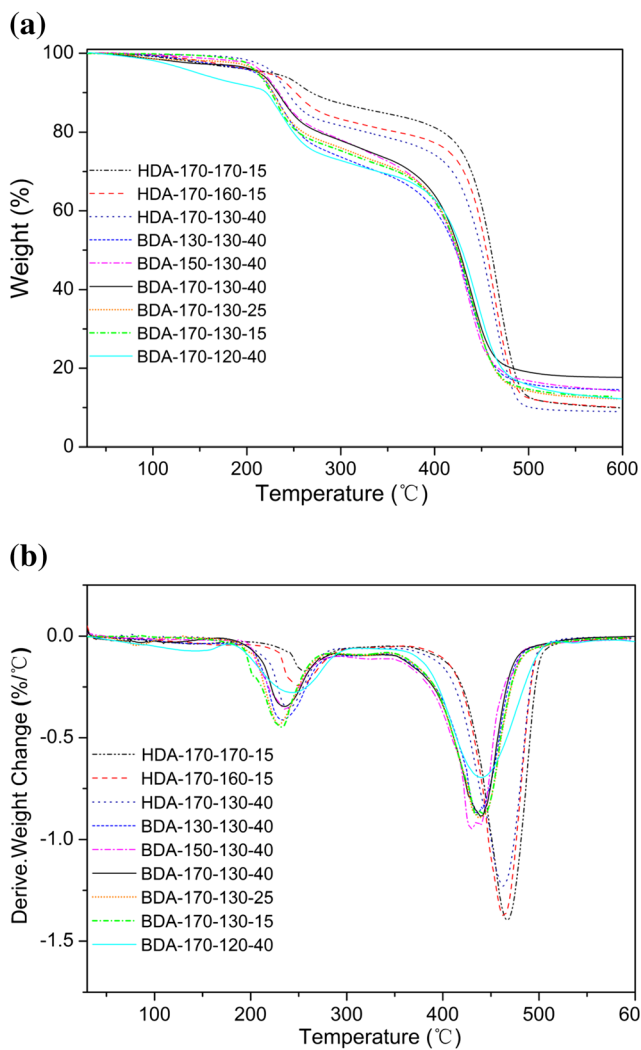 (a)
100
80
60
40
20
0
Weight (%)
HDA-170-170-15
HDA-170-160-15
HDA-170-130-40
BDA-130-130-40
BDA-150-130-40
BDA-170-130-40
BDA-170-130-25
BDA-170-130-15
BDA-170-120-40
100 200 300 400 500 600
Temperature (℃)
(b)
0.0
-0.5
-1.0
-1.5
Derive.Weight Change (%/℃)
HDA-170-170-15
HDA-170-160-15
HDA-170-130-40
BDA-130-130-40
BDA-150-130-40
BDA-170-130-40
BDA-170-130-25
BDA-170-130-15
BDA-170-120-40
100 200 300 400 500 60
Temperature (℃)